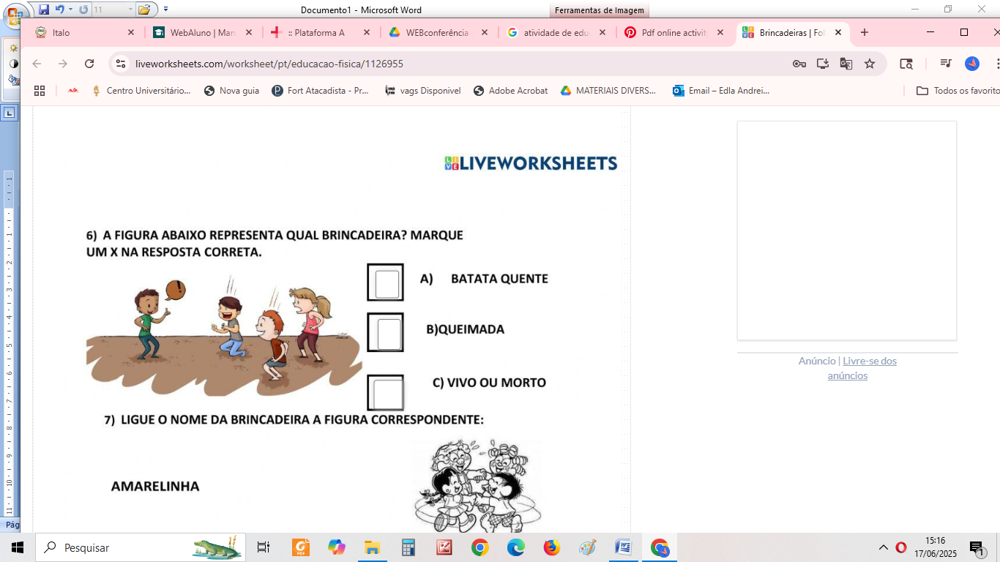 11
Documento1 - Microsoft Word
Ferramentas de Imagem
Italo
WebAluno | Man
:: Plataforma A
WEBconferência
atividade de edu
Pdf online activit
Brincadeiras | Fol
liveworksheets.com/worksheet/pt/educacao-fisica/1126955
Centro Universitário...
Nova guia
Fort Atacadista - Pr...
vags Disponivel
Adobe Acrobat
MATERIAIS DIVERS...
Email – Edla Andrei...
Todos os favorito
LIVEWORKSHEETS
6) A FIGURA ABAIXO REPRESENTA QUAL BRINCADEIRA? MARQUE
UM X NA RESPOSTA CORRETA.
!
A) BATATA QUENTE
B)QUEIMADA
C) VIVO OU MORTO
Anúncio | Livre-se dos
anúncios
7) LIGUE O NOME DA BRINCADEIRA A FIGURA CORRESPONDENTE:
AMARELINHA
Pág
Pesquisar
15:16
17/06/2025
1